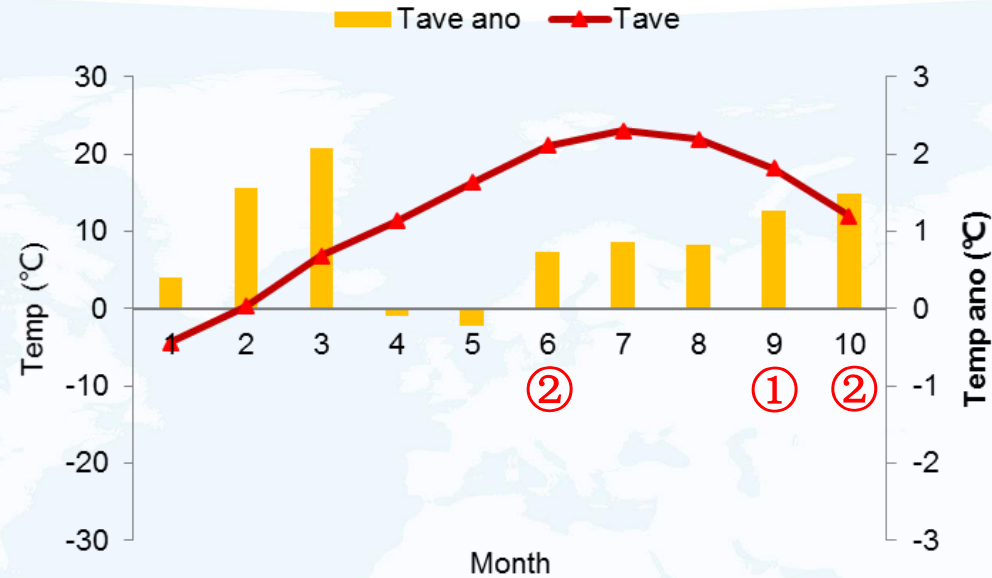 Tave ano Tave
30 3
20 2
10 1
0 0
1 2 3 4 5 6 7 8 9 10
-10 -1
② ① ②
-20 -2
-30 -3
Temp (℃)
Temp ano (℃)
Month